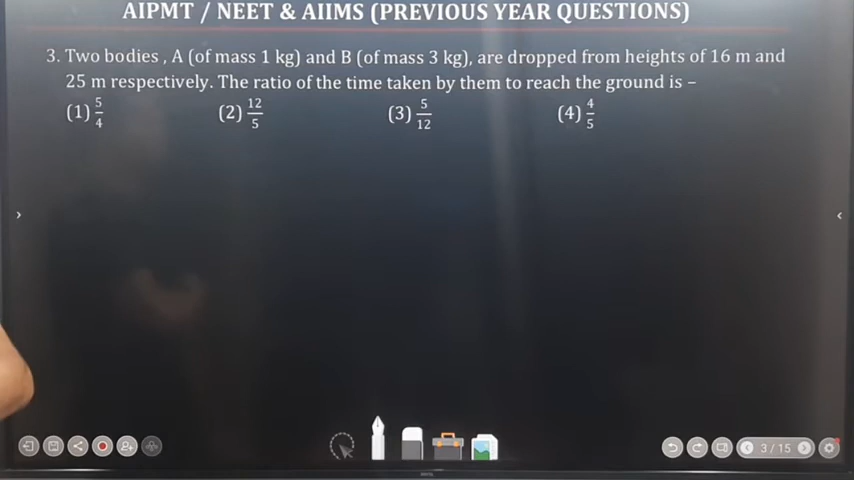 AIPMT / NEET & AIIMS (PREVIOUS YEAR QUESTIONS)
3. Two bodies , A (of mass 1 kg) and B (of mass 3 kg), are dropped from heights of 16 m and
25 m respectively. The ratio of the time taken by them to reach the ground is –
(1) 5/4 (2) 12/5 (3) 5/12 (4) 4/5
3 / 15